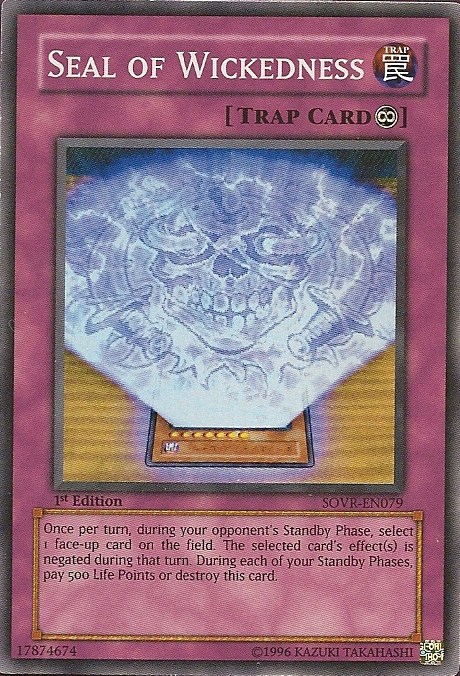 SEAL OF WICKEDNESS
TRAP
罠
[TRAP CARD]
1st Edition
SOVR-EN079
Once per turn, during your opponent's Standby Phase, select
1 face-up card on the field. The selected card's effect(s) is
negated during that turn. During each of your Standby Phases,
pay 500 Life Points or destroy this card.
17874674
©1996 KAZUKI TAKAHASHI